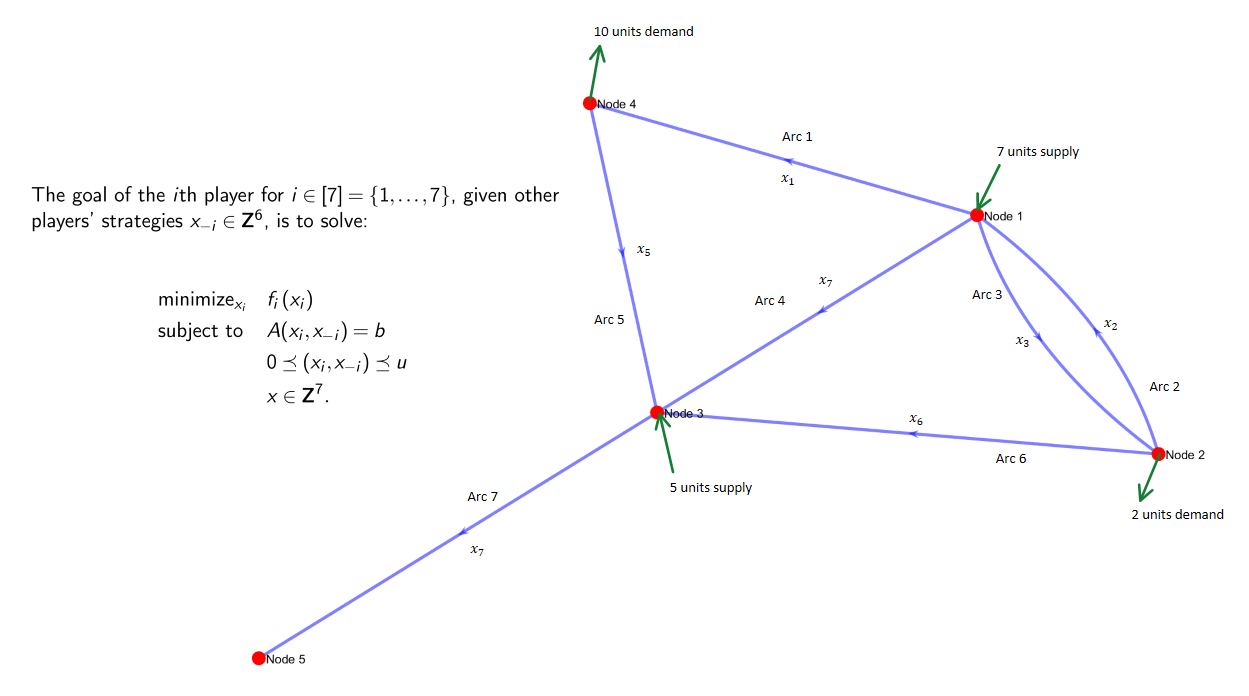 10 units demand
Node 4
Arc 1
x₁
7 units supply
Node 1
The goal of the ith player for i ∈ [7] = {1,…,7}, given other
players' strategies x₋ᵢ ∈ Z⁶, is to solve:
x₅
x₇
Arc 4
Arc 3
minimizeₓᵢ fᵢ(xᵢ)
subject to A(xᵢ,x₋ᵢ) = b
0 ⪯ (xᵢ,x₋ᵢ) ⪯ u
x ∈ Z⁷.
Arc 5
x₂
x₃
Arc 2
Node 3
x₆
Arc 6
Node 2
5 units supply
2 units demand
Arc 7
x₇
Node 5